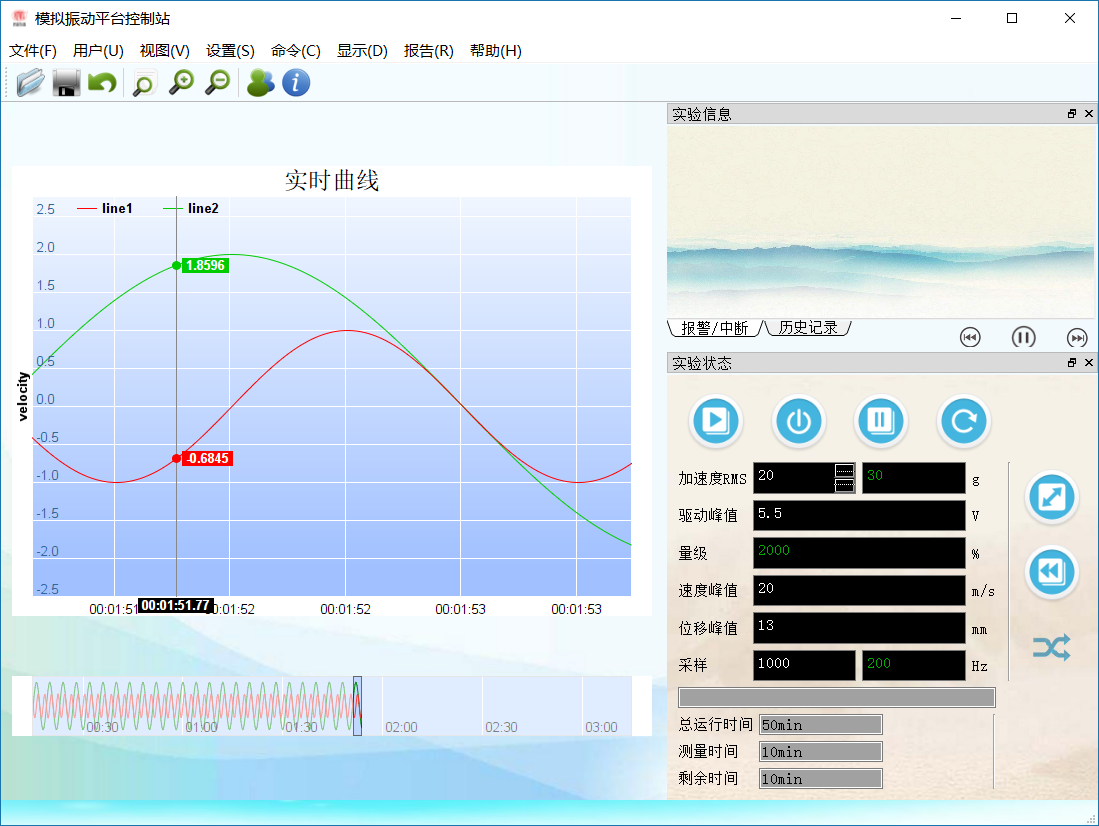 模拟振动平台控制站
文件(F) 用户(U) 视图(V) 设置(S) 命令(C) 显示(D) 报告(R) 帮助(H)
实时曲线
line1 line2
2.5
2.0
1.5
1.0
0.5
0.0
-0.5
-1.0
-1.5
-2.0
-2.5
velocity
1.8596
-0.6845
00:01:51 00:01:51.77 00:01:52 00:01:52 00:01:53 00:01:53
00:30 01:00 01:30 02:00 02:30 03:00
实验信息
报警/中断 历史记录
实验状态
加速度RMS 20 30 g
驱动峰值 5.5 V
量级 2000 %
速度峰值 20 m/s
位移峰值 13 mm
采样 1000 200 Hz
总运行时间 50min
测量时间 10min
剩余时间 10min